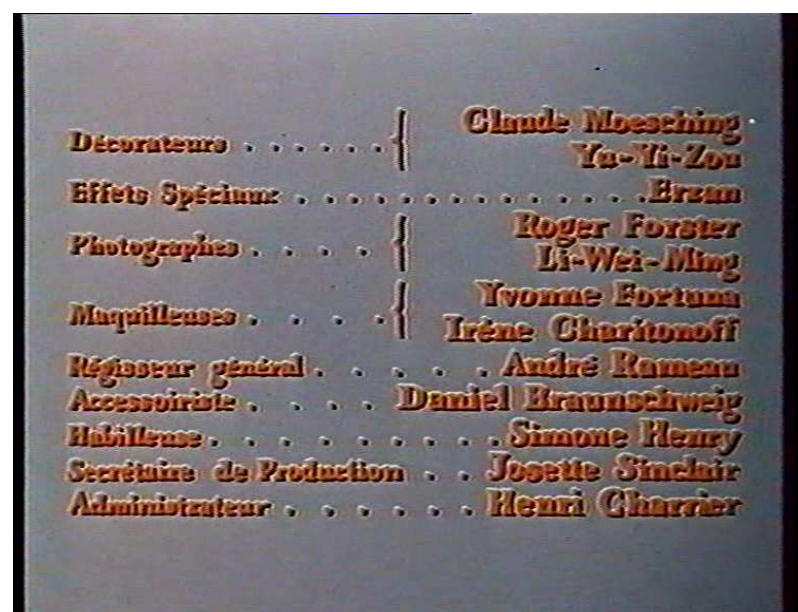 Décorateurs . . . . . . { Claude Moesching
Yu-Yi-Zou
Effets Spéciaux . . . . . . . . . . . . . . Erzan
Photographes . . . . { Roger Forster
Li-Wei-Ming
Maquilleuses . . . . { Yvonne Fortuna
Irène Charitonoff
Régisseur général . . . . . André Rameau
Accessoiriste . . . . Daniel Braunschweig
Habilleuse . . . . . . . . . Simone Henry
Secrétaire de Production . . Josette Sinclair
Administrateur . . . . . . Henri Charrier